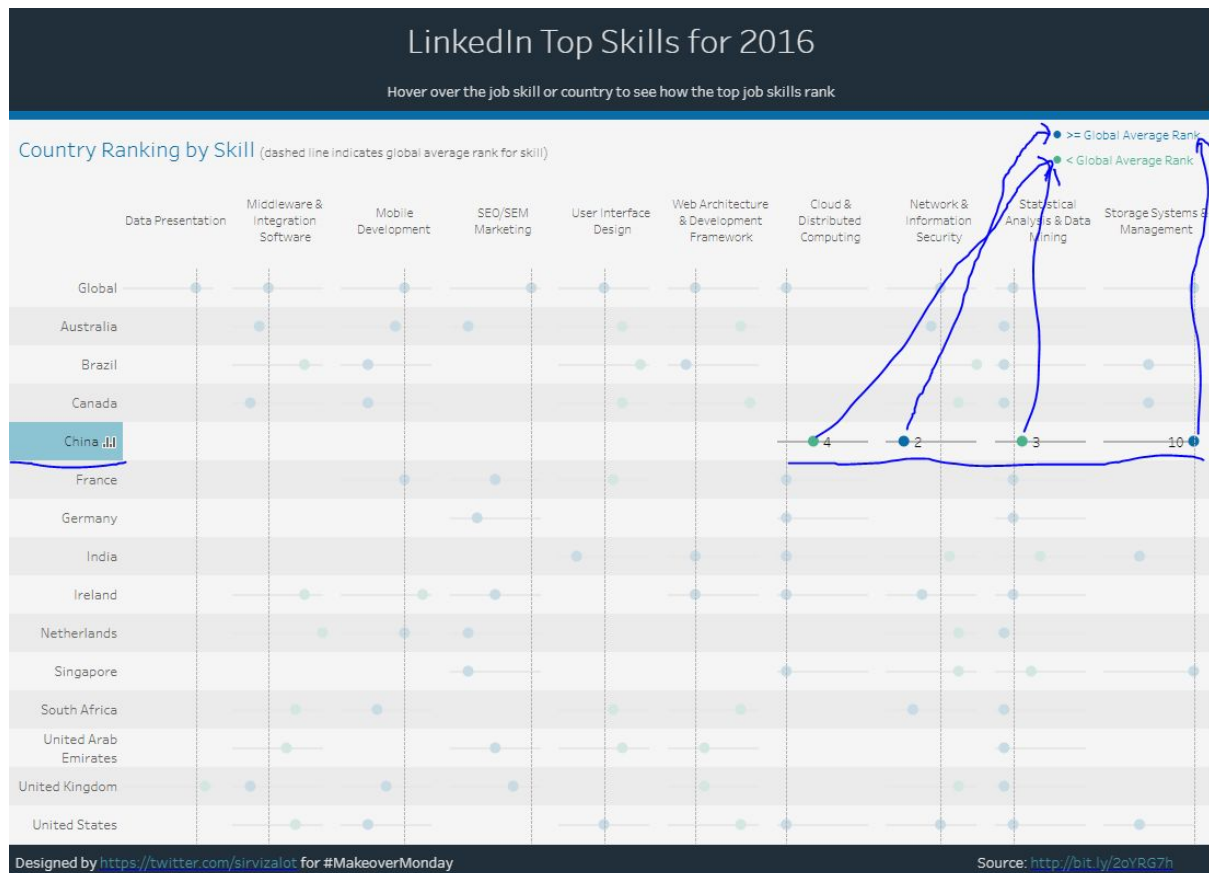 LinkedIn Top Skills for 2016
Hover over the job skill or country to see how the top job skills rank
>= Global Average Rank
< Global Average Rank
Country Ranking by Skill (dashed line indicates global average rank for skill)
Data Presentation
Middleware &
Integration
Software
Mobile
Development
SEO/SEM
Marketing
User Interface
Design
Web Architecture
& Development
Framework
Cloud &
Distributed
Computing
Network &
Information
Security
Statistical
Analysis & Data
Mining
Storage Systems &
Management
Global
Australia
Brazil
Canada
China 4 2 3 10
France
Germany
India
Ireland
Netherlands
Singapore
South Africa
United Arab
Emirates
United Kingdom
United States
Designed by https://twitter.com/sirvizalot for #MakeoverMonday
Source: http://bit.ly/2oYRG7h